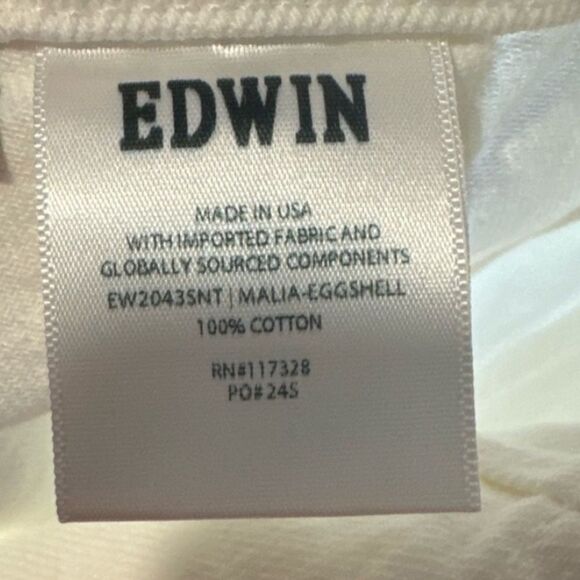 EDWIN
MADE IN USA
WITH IMPORTED FABRIC AND
GLOBALLY SOURCED COMPONENTS
EW2043SNT | MALIA-EGGSHELL
100% COTTON
RN#117328
PO#24S